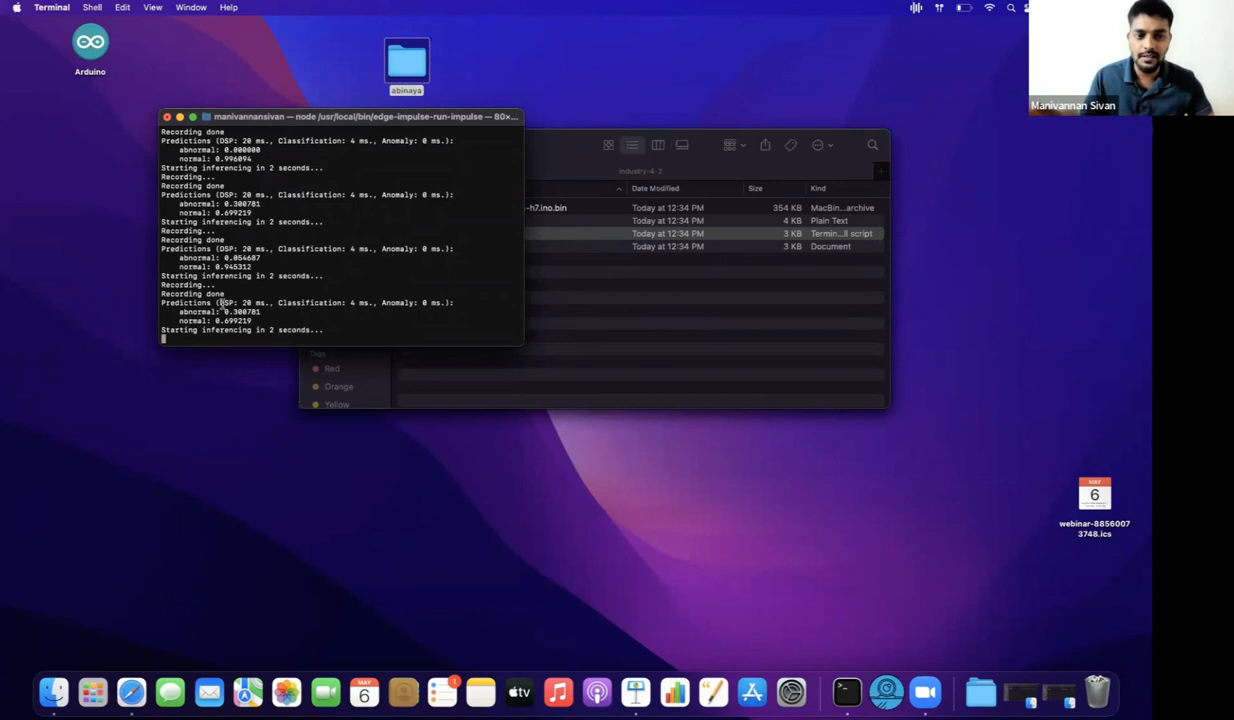 Terminal Shell Edit View Window Help
Arduino
abinaya
Manivannan Sivan
manivannansivan — node /usr/local/bin/edge-impulse-run-impulse — 80×...
Recording done
Predictions (DSP: 20 ms., Classification: 4 ms., Anomaly: 0 ms.):
abnormal: 0.000000
normal: 0.996094
Starting inferencing in 2 seconds...
Recording...
Recording done
Predictions (DSP: 20 ms., Classification: 4 ms., Anomaly: 0 ms.):
abnormal: 0.300781
normal: 0.699219
Starting inferencing in 2 seconds...
Recording...
Recording done
Predictions (DSP: 20 ms., Classification: 4 ms., Anomaly: 0 ms.):
abnormal: 0.054687
normal: 0.945312
Starting inferencing in 2 seconds...
Recording...
Recording done
Predictions (DSP: 20 ms., Classification: 4 ms., Anomaly: 0 ms.):
abnormal: 0.300781
normal: 0.699219
Starting inferencing in 2 seconds...
industry-4-2
Date Modified Size Kind
-h7.ino.bin Today at 12:34 PM 354 KB MacBin...archive
Today at 12:34 PM 4 KB Plain Text
Today at 12:34 PM 3 KB Termin...ll script
Today at 12:34 PM 3 KB Document
Tags
Red
Orange
Yellow
MAY
6
webinar-8856007
3748.ics
MAY
6
1
tv